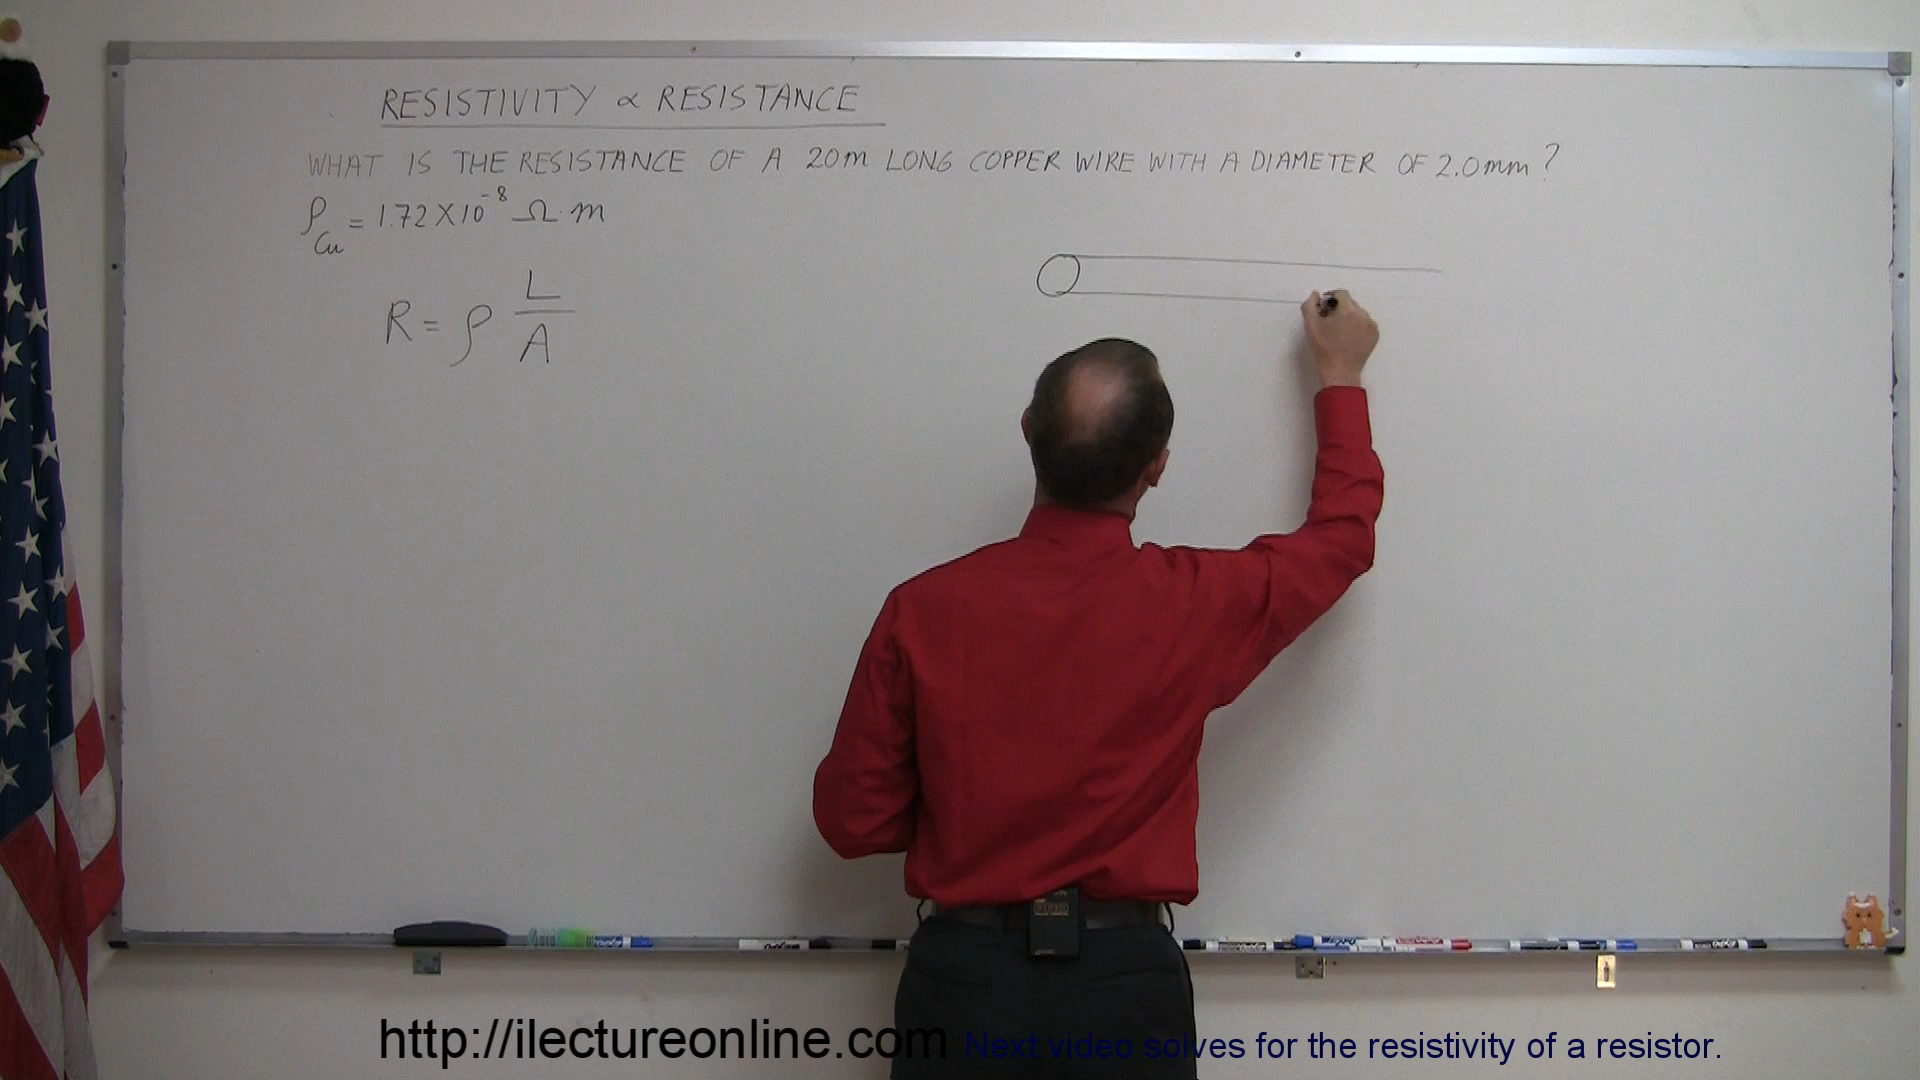 RESISTIVITY ∝ RESISTANCE
WHAT IS THE RESISTANCE OF A 20m LONG COPPER WIRE WITH A DIAMETER OF 2.0mm?
ρ_Cu = 1.72 X 10^-8 Ω·m
R = ρ L/A
http://ilectureonline.com Next video solves for the resistivity of a resistor.